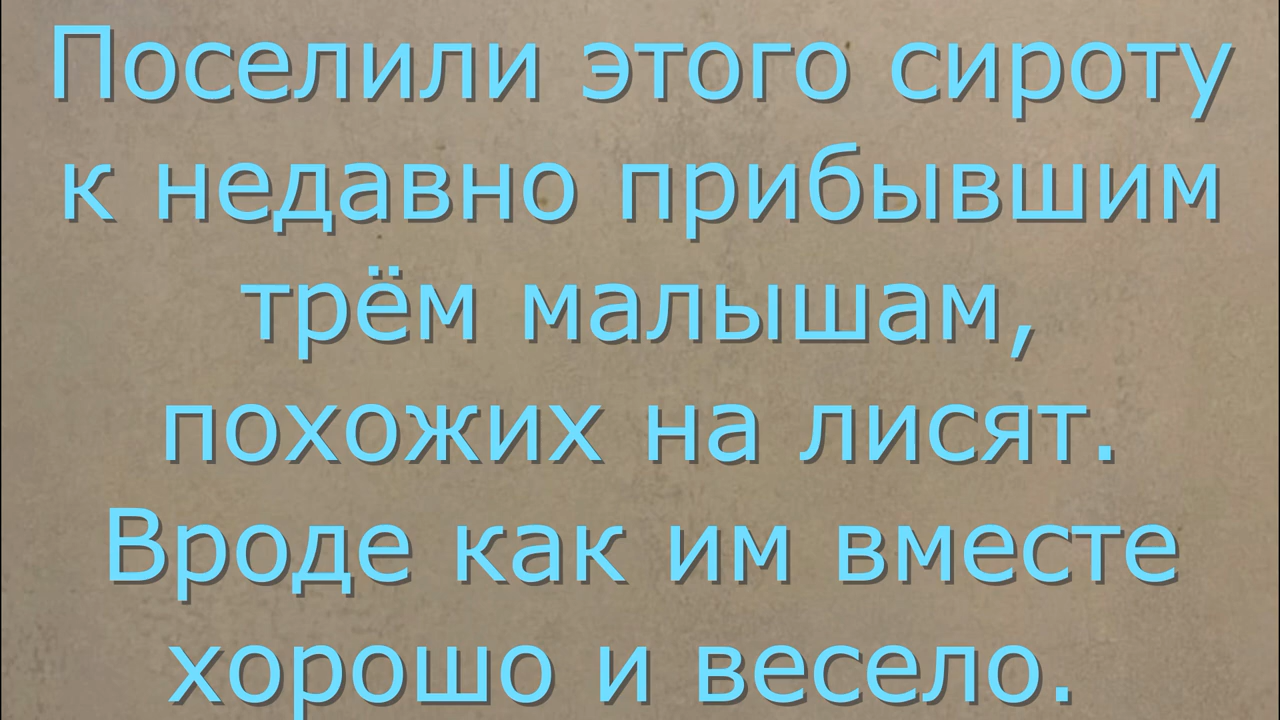 Поселили этого сироту
к недавно прибывшим
трём малышам,
похожих на лисят.
Вроде как им вместе
хорошо и весело.